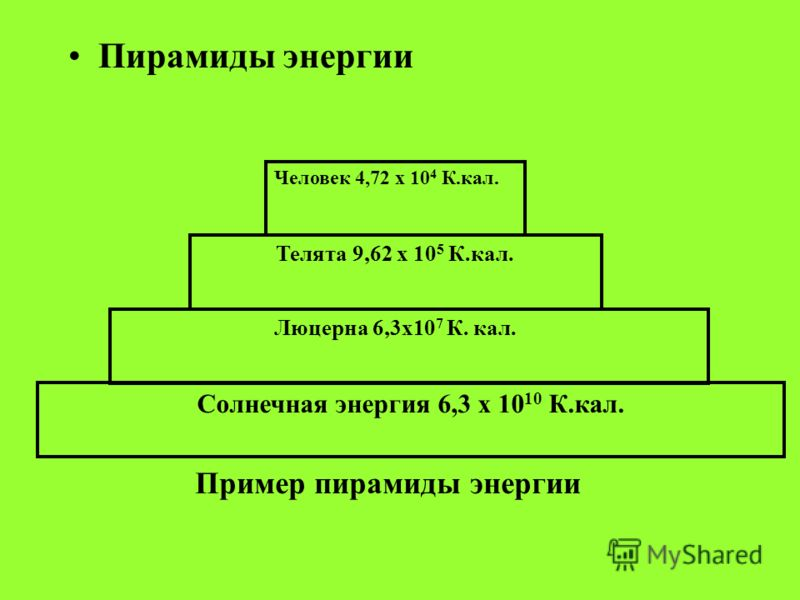 • Пирамиды энергии
Человек 4,72 х 10⁴ К.кал.
Телята 9,62 х 10⁵ К.кал.
Люцерна 6,3х10⁷ К. кал.
Солнечная энергия 6,3 х 10¹⁰ К.кал.
Пример пирамиды энергии
MyShared